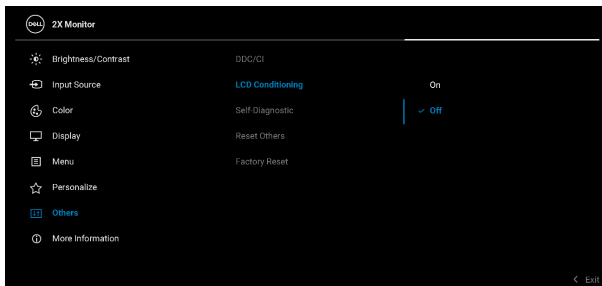 DELL 2X Monitor
Brightness/Contrast DDC/CI
Input Source LCD Conditioning On
Color Self-Diagnostic Off
Display Reset Others
Menu Factory Reset
Personalize
Others
More Information
Exit